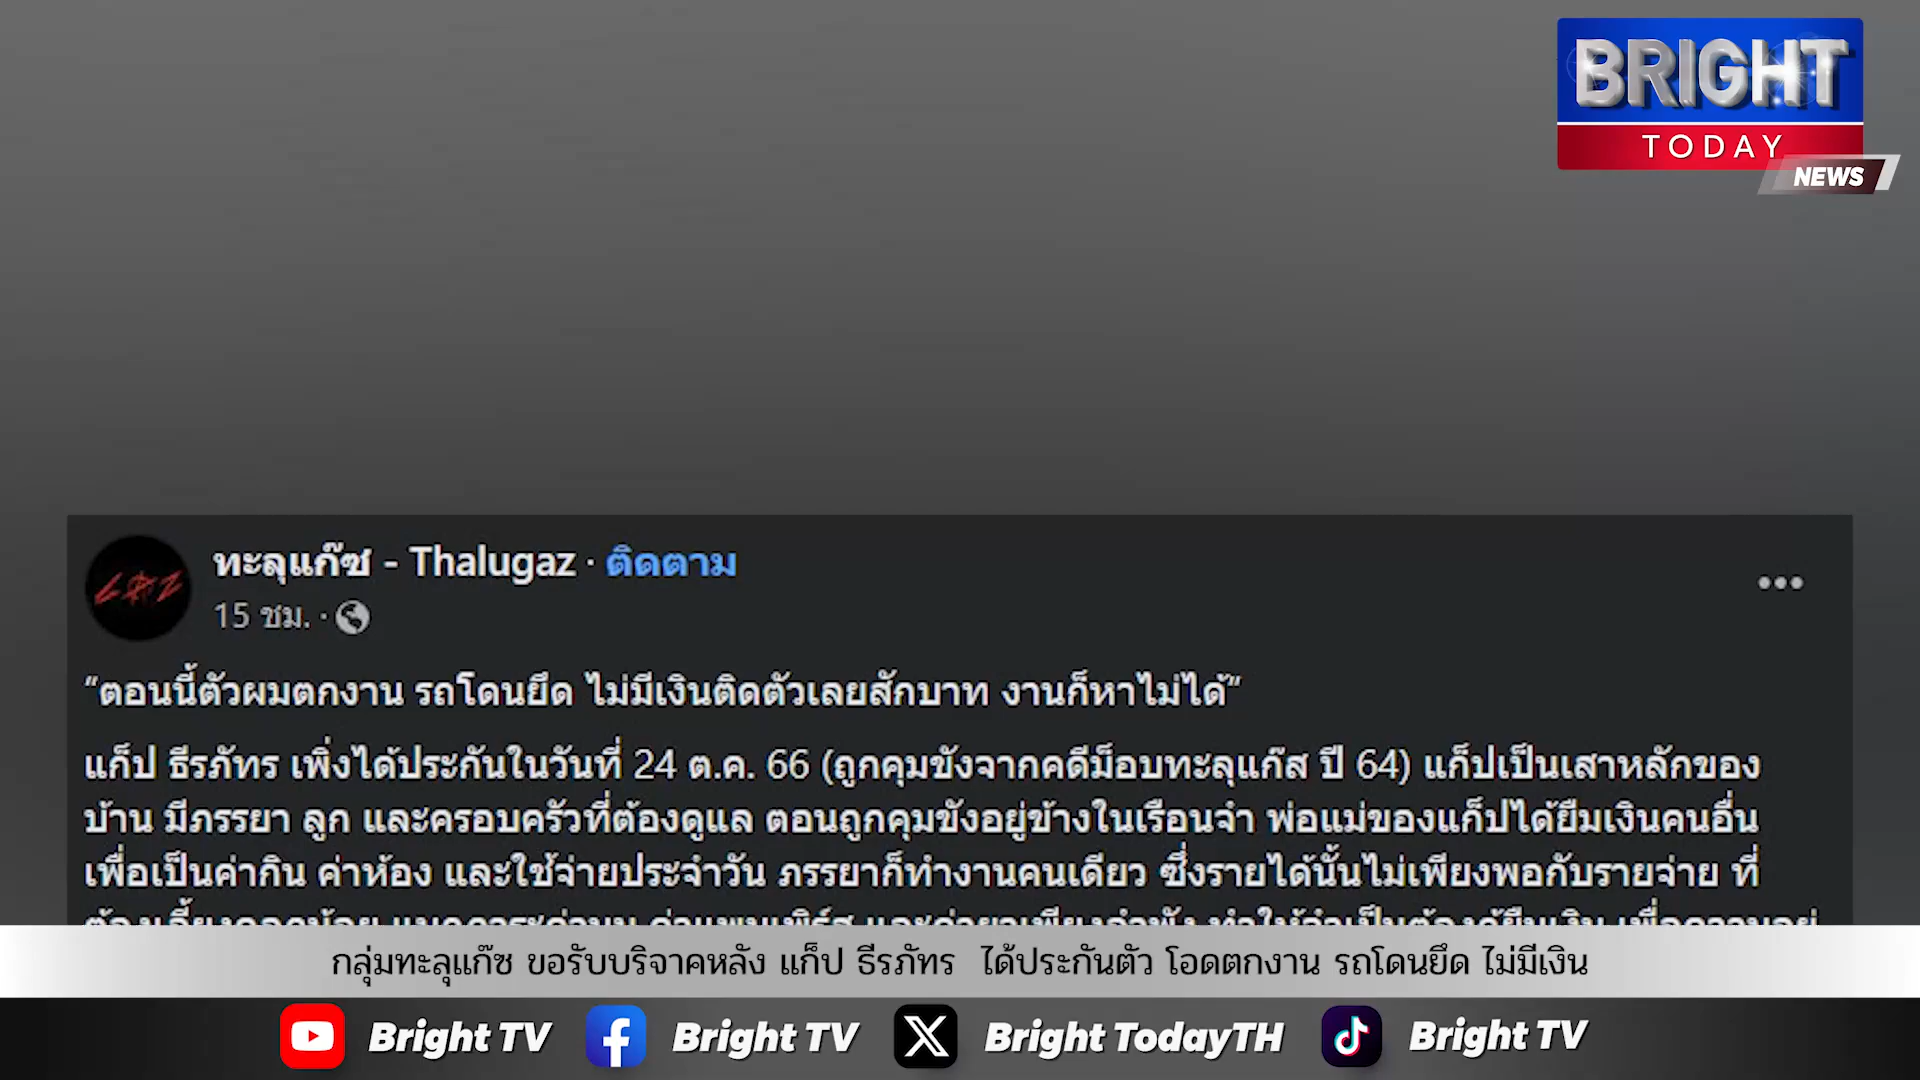 BRIGHT
TODAY
NEWS
ทะลุแก๊ซ - Thalugaz · ติดตาม
15 ชม. ·
"ตอนนี้ตัวผมตกงาน รถโดนยึด ไม่มีเงินติดตัวเลยสักบาท งานก็หาไม่ได้"
แก็ป ธีรภัทร เพิ่งได้ประกันในวันที่ 24 ต.ค. 66 (ถูกคุมขังจากคดีม็อบทะลุแก๊ส ปี 64) แก็ปเป็นเสาหลักของ
บ้าน มีภรรยา ลูก และครอบครัวที่ต้องดูแล ตอนถูกคุมขังอยู่ข้างในเรือนจำ พ่อแม่ของแก็ปได้ยืมเงินคนอื่น
เพื่อเป็นค่ากิน ค่าห้อง และใช้จ่ายประจำวัน ภรรยาก็ทำงานคนเดียว ซึ่งรายได้นั้นไม่เพียงพอกับรายจ่าย ที่
กลุ่มทะลุแก๊ซ ขอรับบริจาคหลัง แก็ป ธีรภัทร ได้ประกันตัว โอดตกงาน รถโดนยึด ไม่มีเงิน
Bright TV Bright TV Bright TodayTH Bright TV